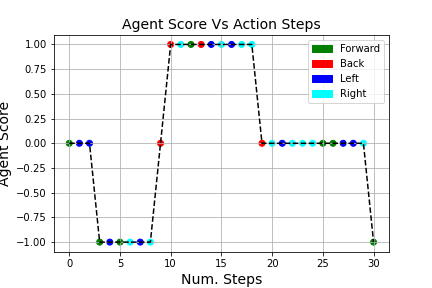 Agent Score Vs Action Steps
Agent Score
1.00
0.75
0.50
0.25
0.00
−0.25
−0.50
−0.75
−1.00
Forward
Back
Left
Right
0 5 10 15 20 25 30
Num. Steps